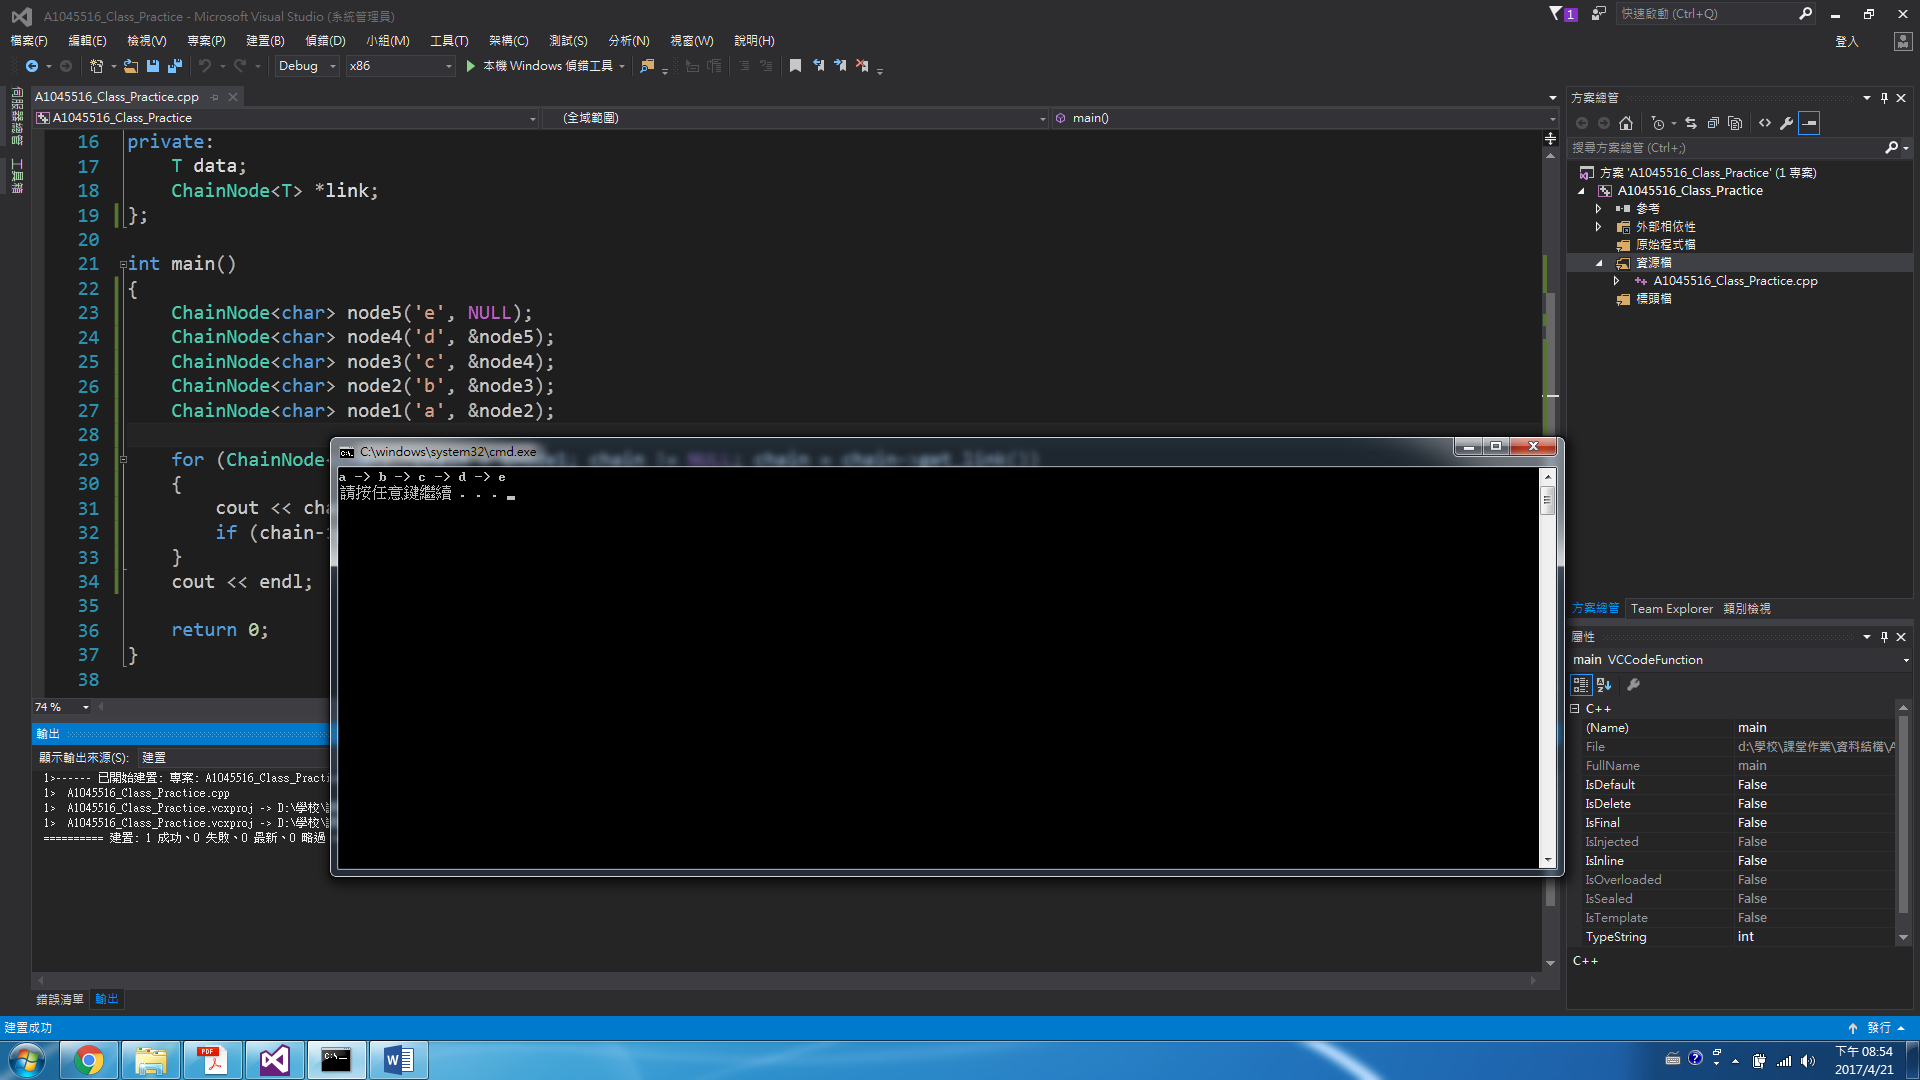 A1045516_Class_Practice - Microsoft Visual Studio (系統管理員)
1
快速啟動 (Ctrl+Q)
檔案(F) 編輯(E) 檢視(V) 專案(P) 建置(B) 偵錯(D) 小組(M) 工具(T) 架構(C) 測試(S) 分析(N) 視窗(W) 說明(H)
登入
Debug x86 本機 Windows 偵錯工具
伺服器總管
工具箱
A1045516_Class_Practice.cpp
A1045516_Class_Practice (全域範圍) main()
16 private:
17 T data;
18 ChainNode<T> *link;
19 };
20
21 int main()
22 {
23 ChainNode<char> node5('e', NULL);
24 ChainNode<char> node4('d', &node5);
25 ChainNode<char> node3('c', &node4);
26 ChainNode<char> node2('b', &node3);
27 ChainNode<char> node1('a', &node2);
28
29 for (ChainNode
30 {
31 cout << cha
32 if (chain-
33 }
34 cout << endl;
35
36 return 0;
37 }
38
74 %
C:\windows\system32\cmd.exe
a -> b -> c -> d -> e
請按任意鍵繼續 . . .
輸出
顯示輸出來源(S): 建置
1>------ 已開始建置: 專案: A1045516_Class_Practi
1> A1045516_Class_Practice.cpp
1> A1045516_Class_Practice.vcxproj -> D:\學校\
1> A1045516_Class_Practice.vcxproj -> D:\學校\
========== 建置: 1 成功、0 失敗、0 最新、0 略過
錯誤清單 輸出
方案總管
搜尋方案總管 (Ctrl+;)
方案 'A1045516_Class_Practice' (1 專案)
A1045516_Class_Practice
參考
外部相依性
原始程式檔
資源檔
A1045516_Class_Practice.cpp
標頭檔
方案總管 Team Explorer 類別檢視
屬性
main VCCodeFunction
C++
(Name) main
File d:\學校\課堂作業\資料結構\A
FullName main
IsDefault False
IsDelete False
IsFinal False
IsInjected False
IsInline False
IsOverloaded False
IsSealed False
IsTemplate False
TypeString int
C++
建置成功
發行
下午 08:54
2017/4/21